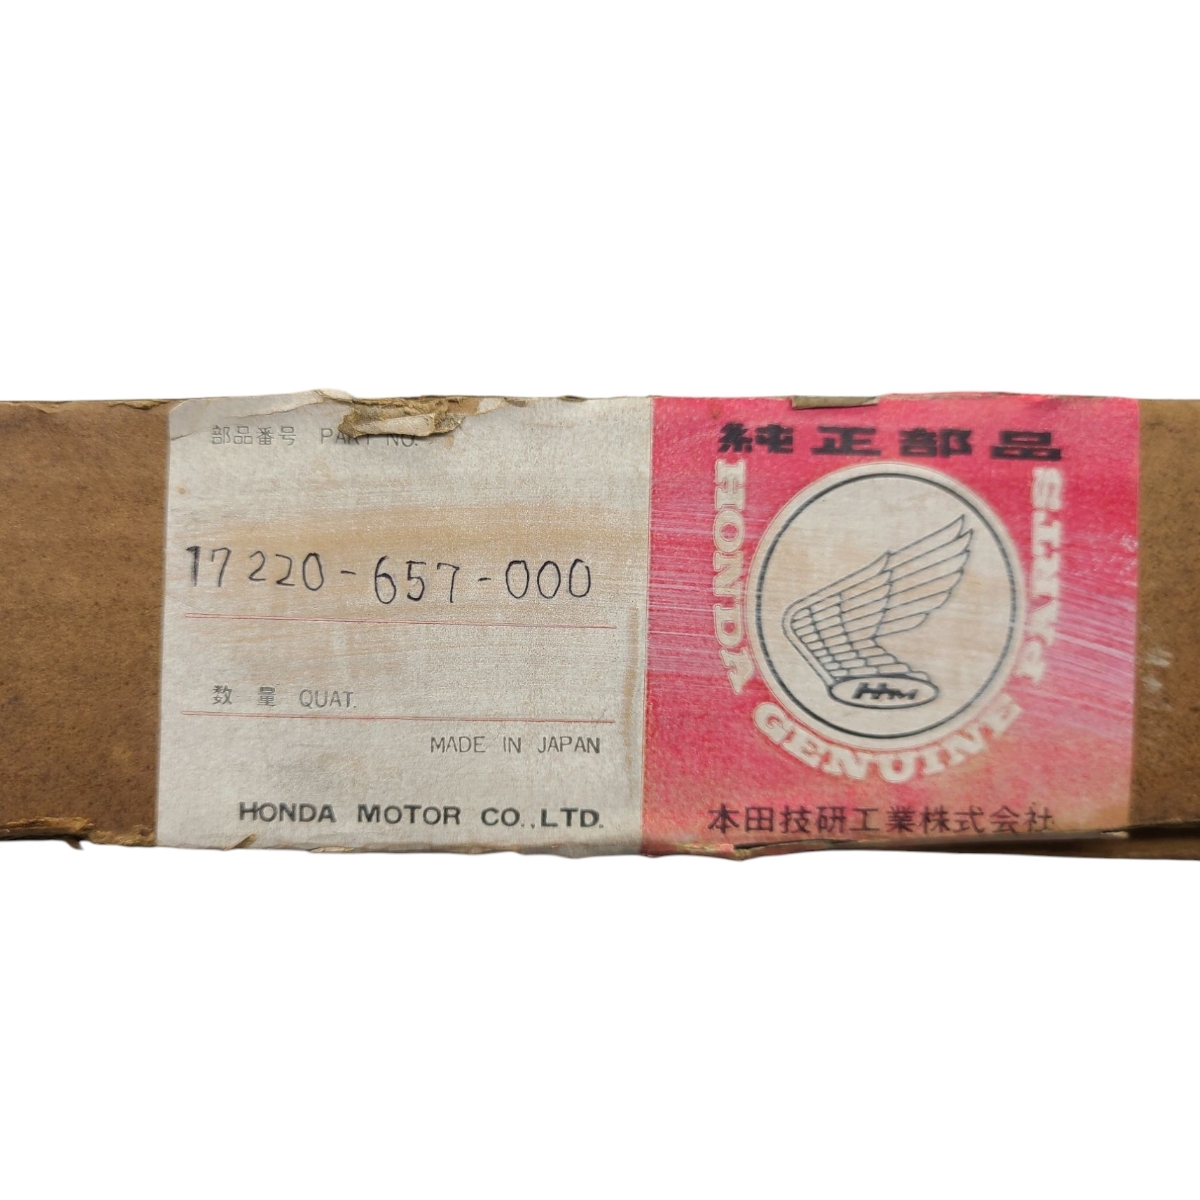 部品番号 PART NO.
17220-657-000
数量 QUAT.
MADE IN JAPAN
HONDA MOTOR CO.,LTD.
純正部品
HONDA GENUINE PARTS
HM
本田技研工業株式会社